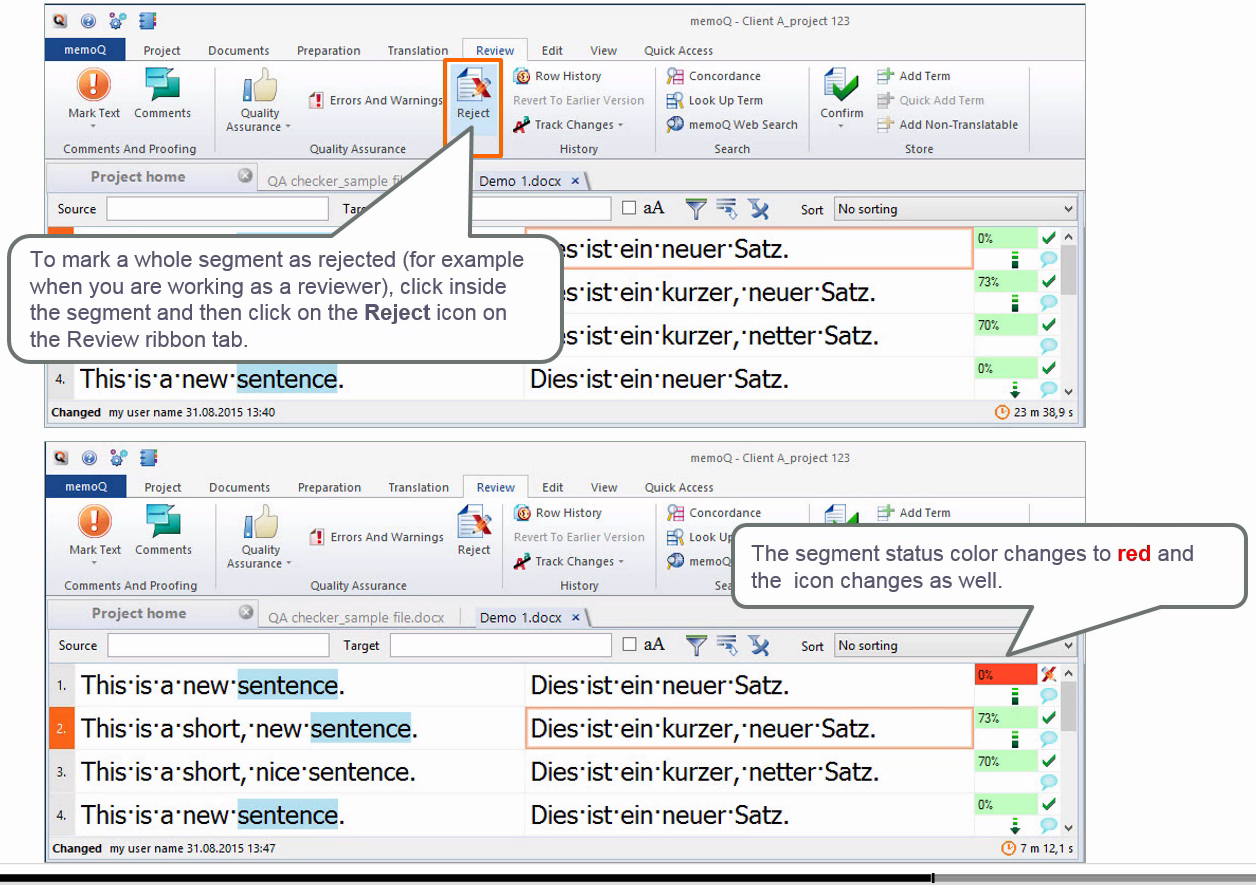 memoQ - Client A_project 123
memoQ Project Documents Preparation Translation Review Edit View Quick Access
Mark Text Comments Quality Assurance Errors And Warnings Reject Row History Concordance Confirm Add Term
Revert To Earlier Version Look Up Term Quick Add Term
Track Changes memoQ Web Search Add Non-Translatable
Comments And Proofing Quality Assurance History Search Store
Project home QA checker_sample Demo 1.docx ×
Source aA Sort No sorting
To mark a whole segment as rejected (for example
when you are working as a reviewer), click inside
the segment and then click on the Reject icon on
the Review ribbon tab.
ist·ein·neuer·Satz. 0%
ist·ein·kurzer,·neuer·Satz. 73%
ist·ein·kurzer,·netter·Satz. 70%
4. This·is·a·new·sentence. Dies·ist·ein·neuer·Satz. 0%
Changed my user name 31.08.2015 13:40 23 m 38,9 s
memoQ - Client A_project 123
memoQ Project Documents Preparation Translation Review Edit View Quick Access
Mark Text Comments Quality Assurance Errors And Warnings Reject Row History Concordance Add Term
Revert To Earlier Version Look
Track Changes memoQ
Comments And Proofing Quality Assurance History
The segment status color changes to red and
the icon changes as well.
Project home QA checker_sample file.docx Demo 1.docx ×
Source Target aA Sort No sorting
1. This·is·a·new·sentence. Dies·ist·ein·neuer·Satz. 0%
2. This·is·a·short,·new·sentence. Dies·ist·ein·kurzer,·neuer·Satz. 73%
3. This·is·a·short,·nice·sentence. Dies·ist·ein·kurzer,·netter·Satz. 70%
4. This·is·a·new·sentence. Dies·ist·ein·neuer·Satz. 0%
Changed my user name 31.08.2015 13:47 7 m 12,1 s